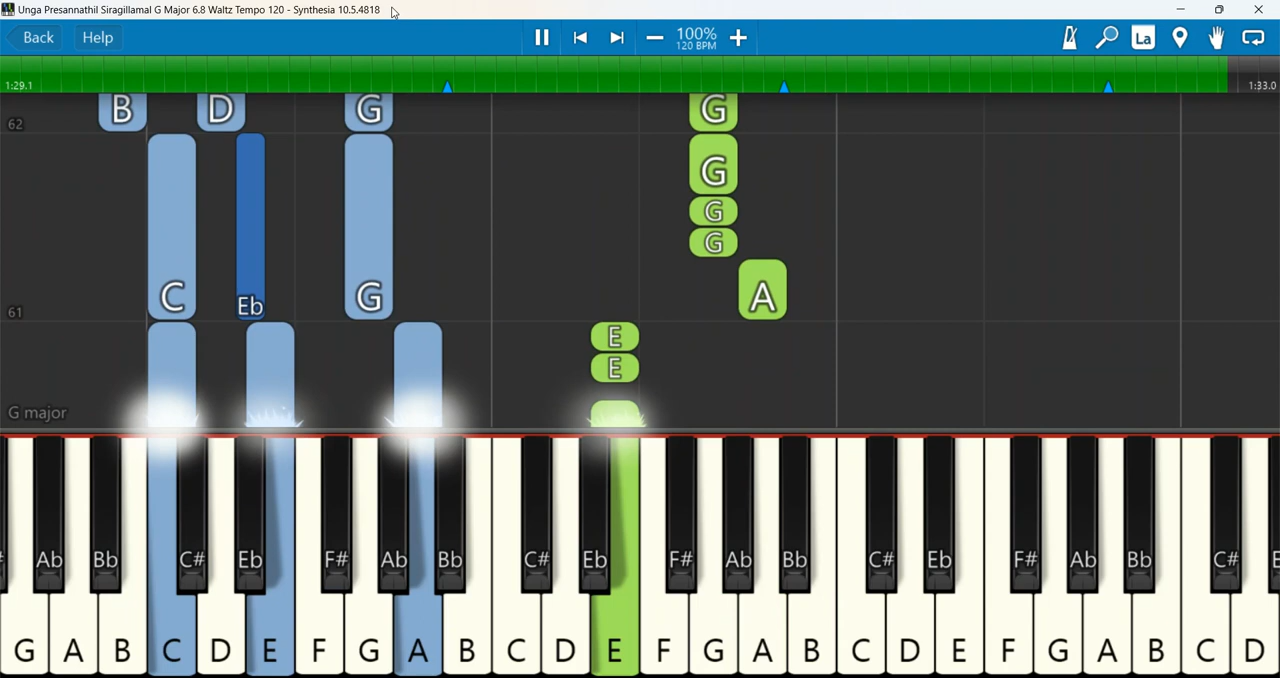 Unga Presannathil Siragillamal G Major 6.8 Waltz Tempo 120 - Synthesia 10.5.4818
Back Help 100% La
120 BPM
1:29.1 1:33.0
B D G G
62
G
G
G
C Eb G A
61
E
E
G major
Ab Bb C# Eb F# Ab Bb C# Eb F# Ab Bb C# Eb F# Ab Bb C#
G A B C D E F G A B C D E F G A B C D E F G A B C D